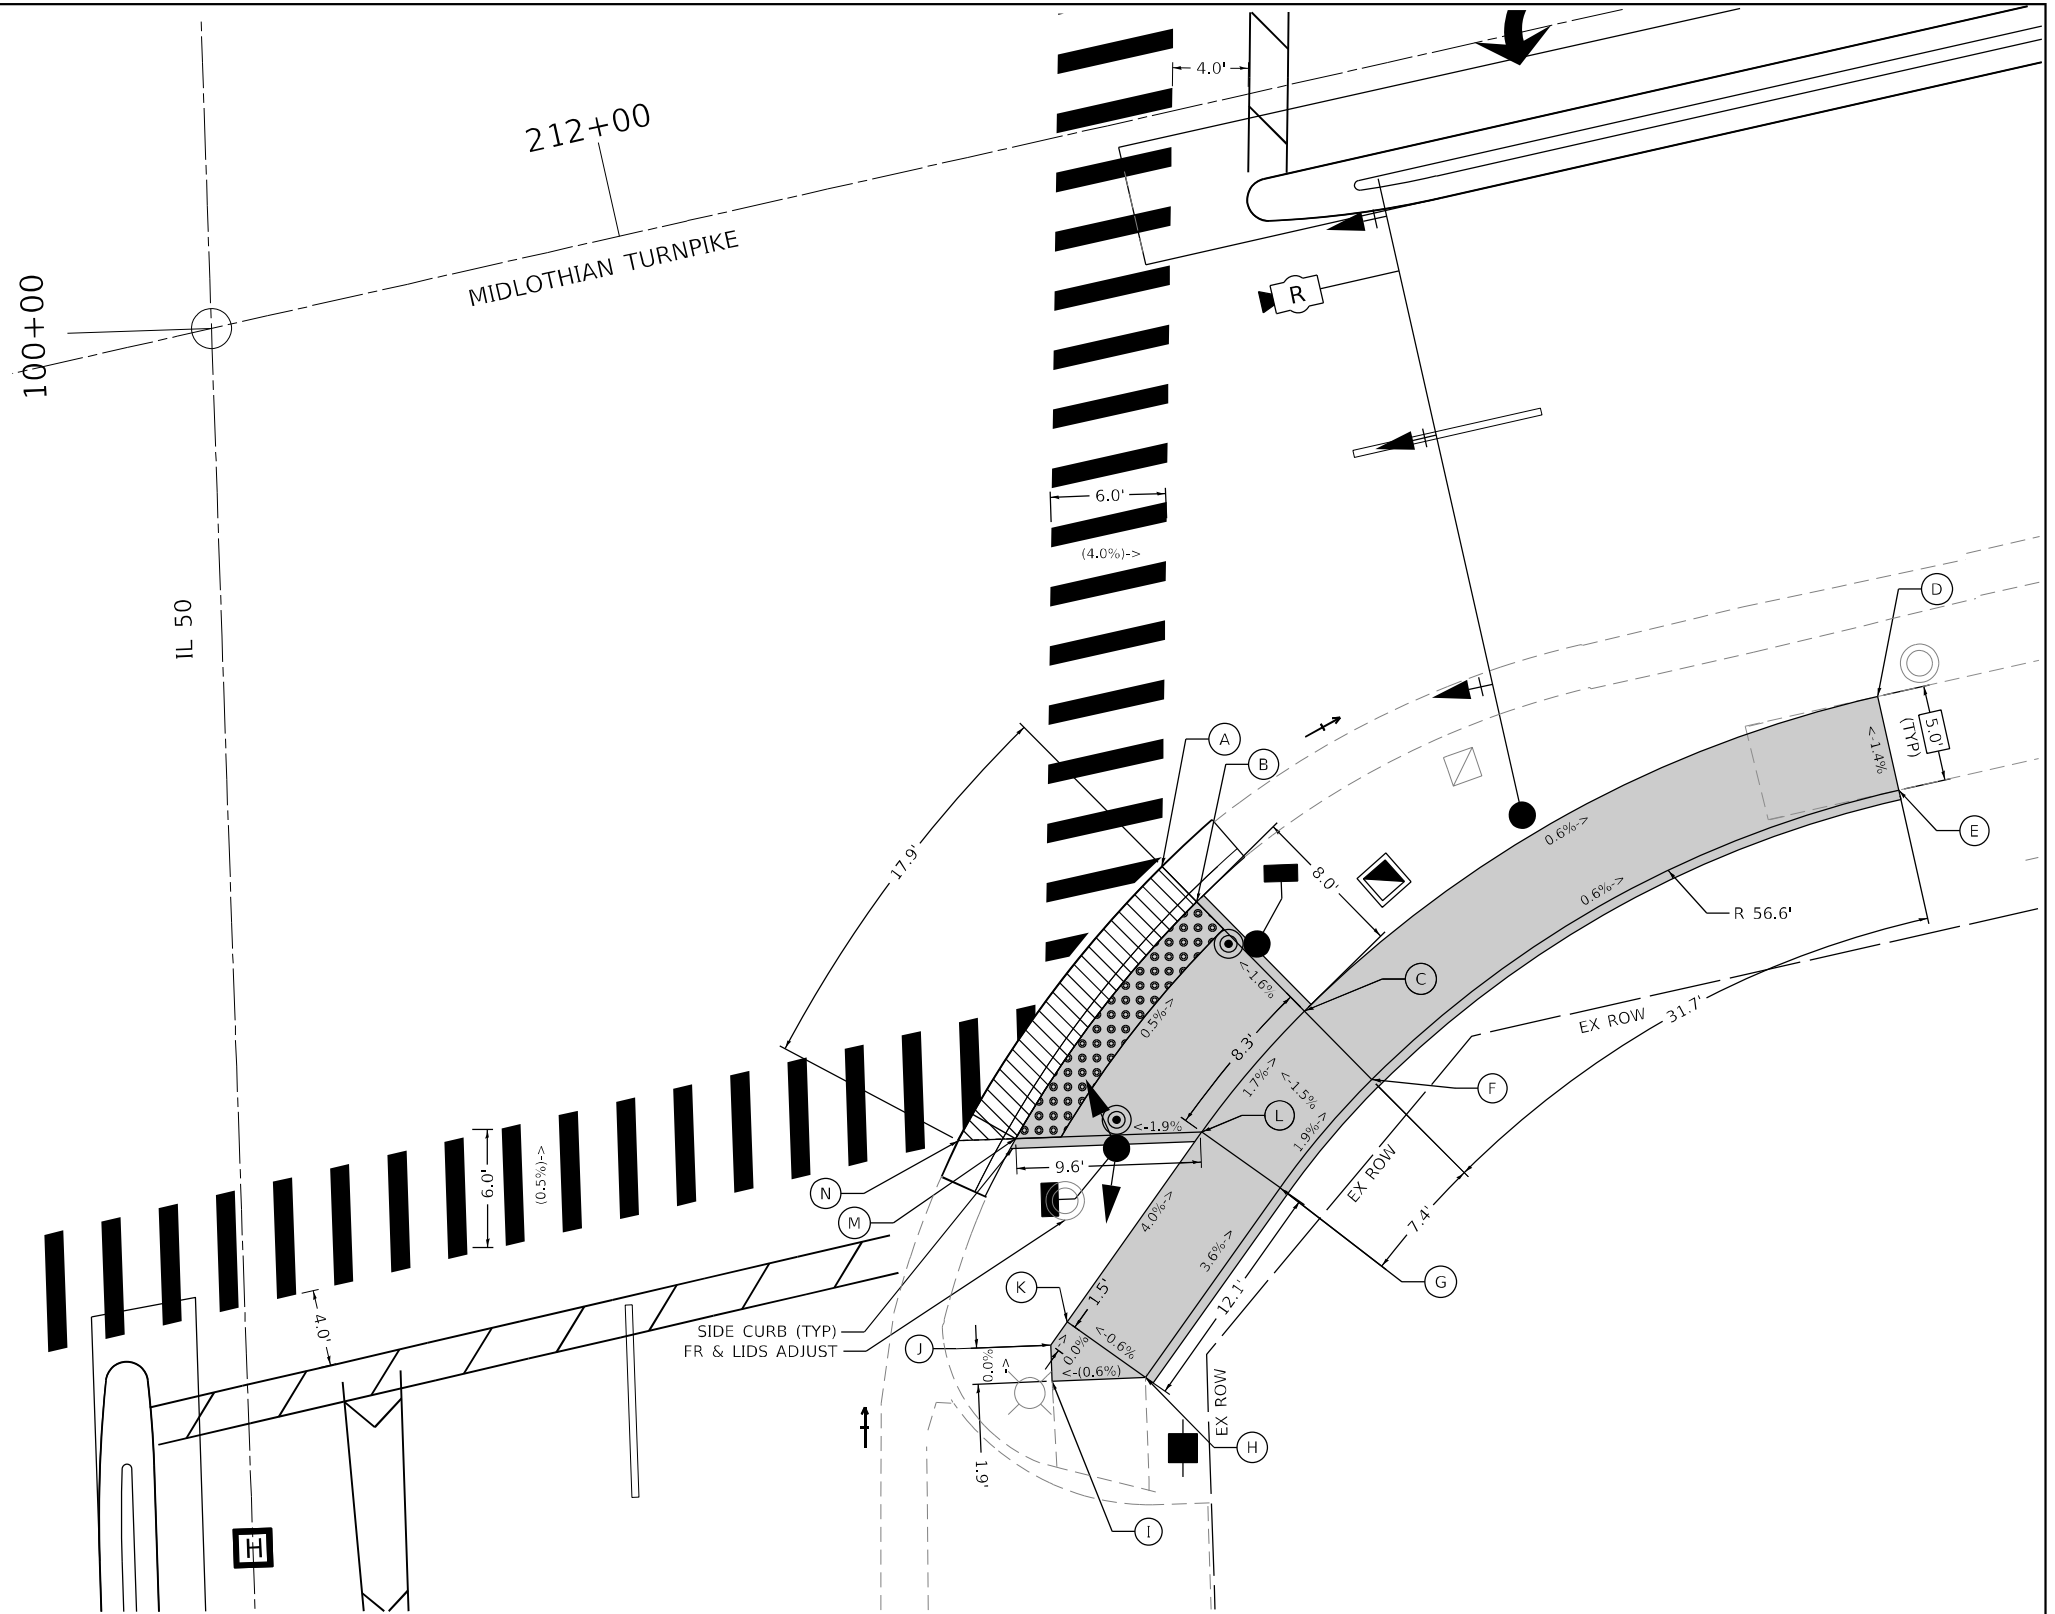 4.0'
212+00
MIDLOTHIAN TURNPIKE
100+00
R
6.0'
(4.0%)->
IL 50
D
5.0'
(TYP)
<-1.4%
A
B
E
0.6%->
0.6%->
R 56.6'
17.9'
8.0'
C
<-1.6%
0.5%->
8.3'
EX ROW
31.7'
1.7%->
<-1.5%
1.9%->
F
L
<-1.9%
9.6'
EX ROW
N
M
6.0'
(0.5%)->
4.0%->
3.6%->
7.4'
G
K
1.5'
12.1'
4.0'
SIDE CURB (TYP)
FR & LIDS ADJUST
J
0.0%
<-
0.0%
->
<-0.6%
<-(0.6%)
EX ROW
H
1.9'
I
H